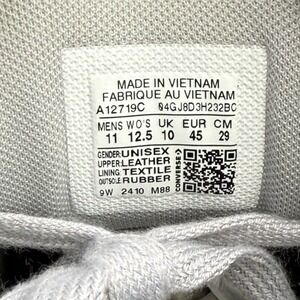 MADE IN VIETNAM
FABRIQUE AU VIETNAM
A12719C 04GJ8D3H232BC
MENS WO'S UK EUR CM
11 12.5 10 45 29
GENDER:UNISEX
UPPER:LEATHER
LINING:TEXTILE
OUTSOLE:RUBBER
9W 2410 M88
CONVERSE